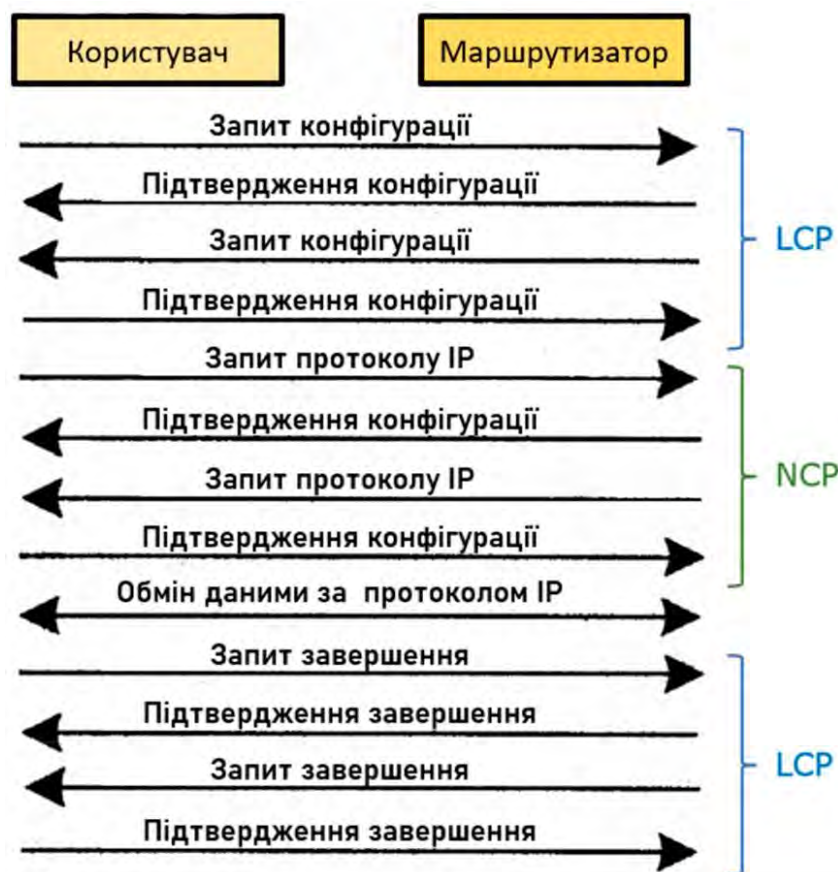 Користувач
Маршрутизатор
Запит конфігурації
Підтвердження конфігурації
Запит конфігурації
LCP
Підтвердження конфігурації
Запит протоколу IP
Підтвердження конфігурації
Запит протоколу IP
NCP
Підтвердження конфігурації
Обмін даними за протоколом IP
Запит завершення
Підтвердження завершення
LCP
Запит завершення
Підтвердження завершення